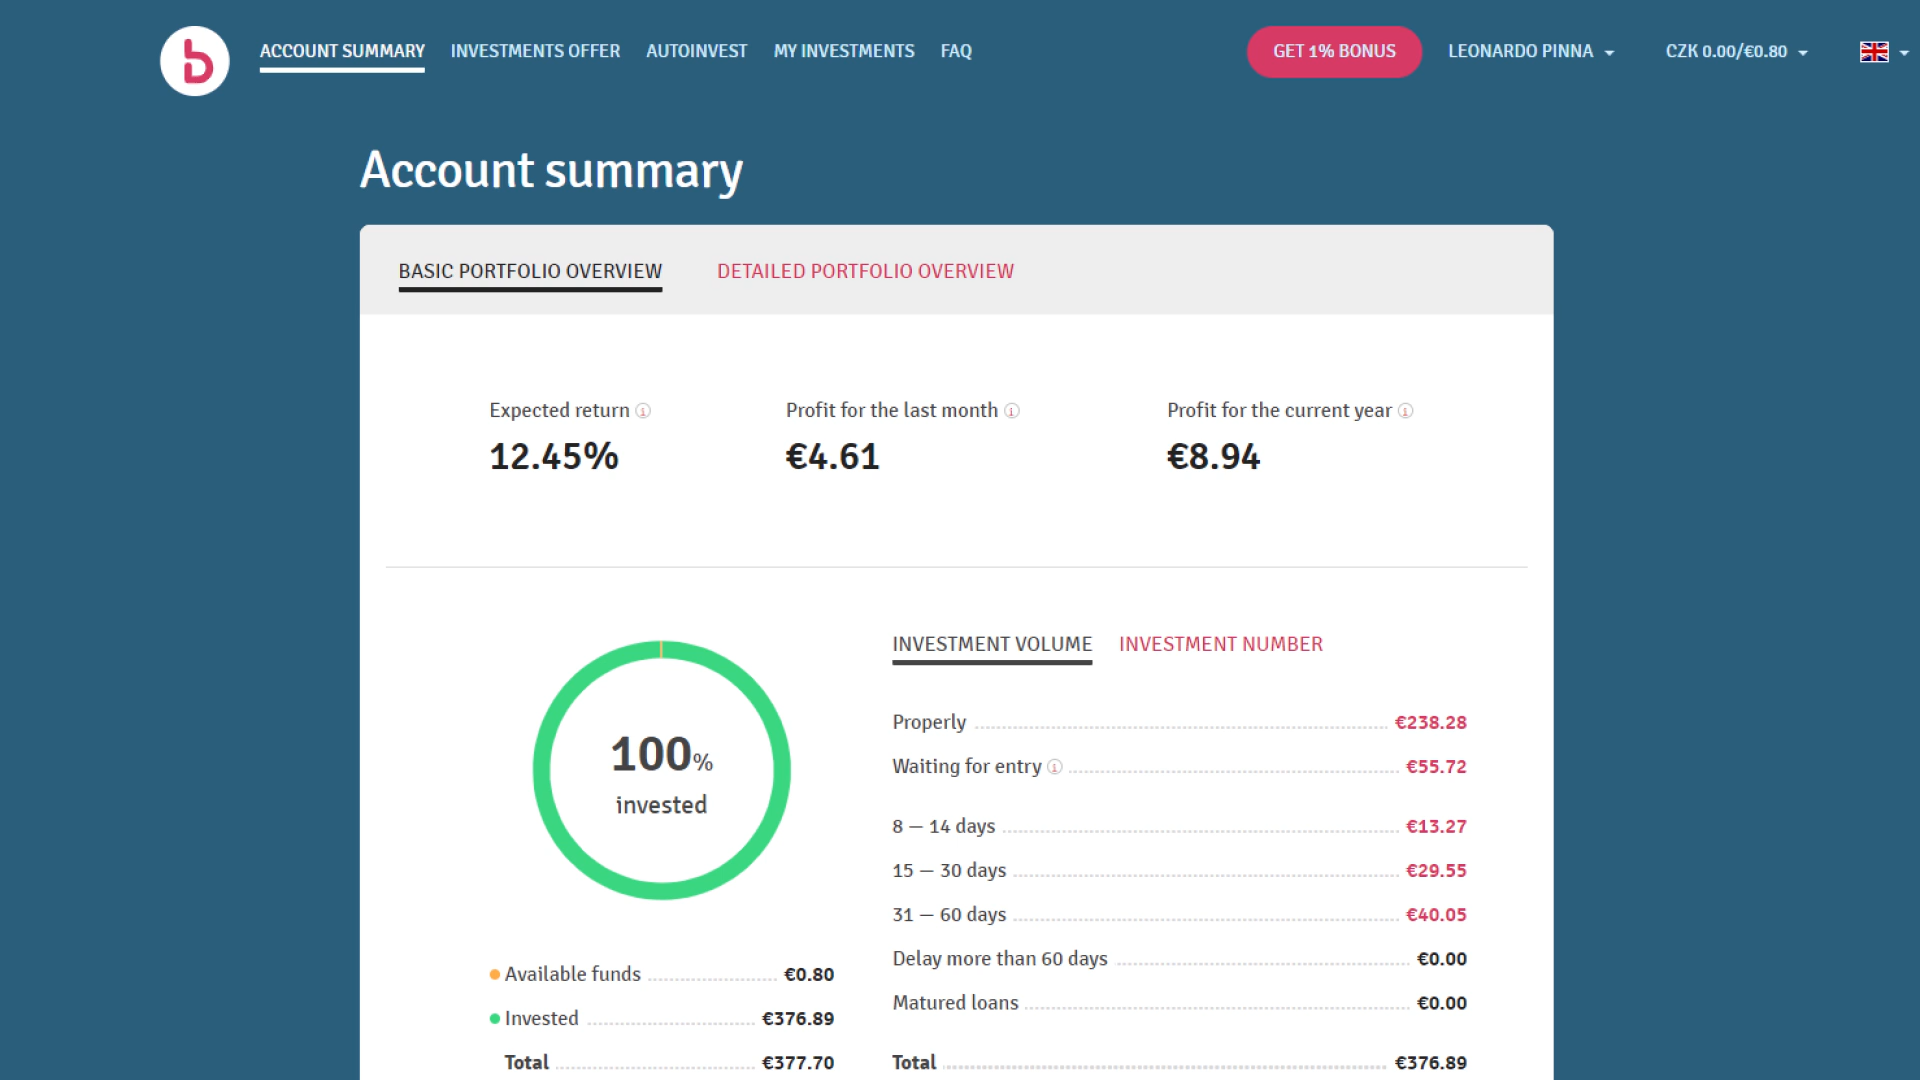 b
ACCOUNT SUMMARY INVESTMENTS OFFER AUTOINVEST MY INVESTMENTS FAQ GET 1% BONUS LEONARDO PINNA CZK 0.00/€0.80
Account summary
BASIC PORTFOLIO OVERVIEW DETAILED PORTFOLIO OVERVIEW
Expected return Profit for the last month Profit for the current year
12.45% €4.61 €8.94
100%
invested
Available funds €0.80
Invested €376.89
Total €377.70
INVESTMENT VOLUME INVESTMENT NUMBER
Properly €238.28
Waiting for entry €55.72
8 — 14 days €13.27
15 — 30 days €29.55
31 — 60 days €40.05
Delay more than 60 days €0.00
Matured loans €0.00
Total €376.89